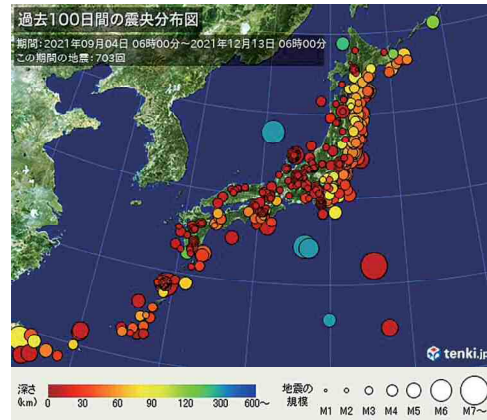 過去100日間の震央分布図
期間：2021年09月04日 06時00分～2021年12月13日 06時00分
この期間の地震：703回
tenki.jp
深さ
(km)
0 30 60 90 120 300 600～
地震の
規模
M1 M2 M3 M4 M5 M6 M7～